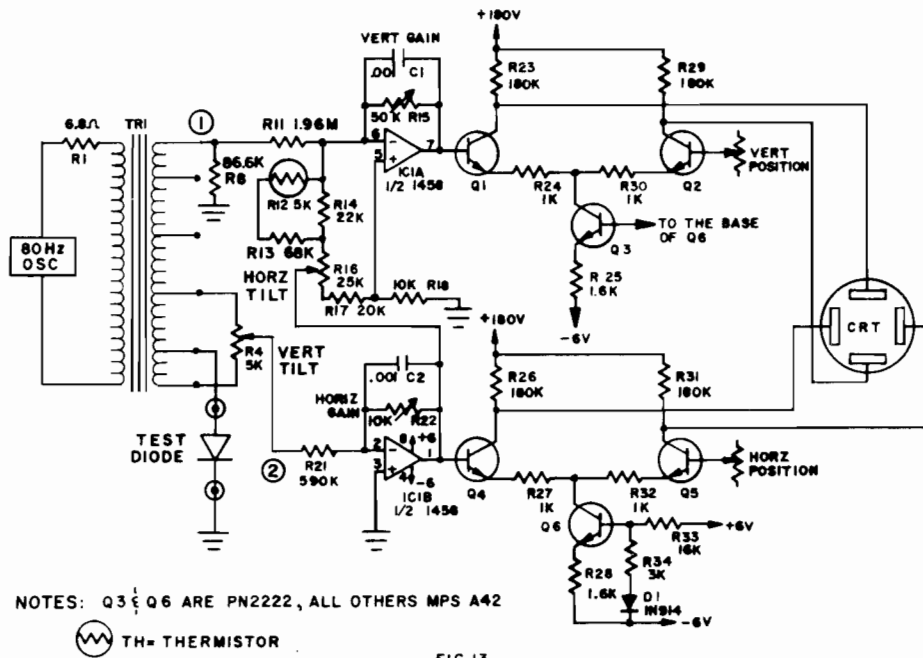 +180V
VERT GAIN
.001 C1
50K R15
R23
180K
R29
180K
6.8Ω
R1
TR1
1
R11 1.96M
86.6K
R8
6
5
7
IC1A
1/2 1458
Q1
Q2
VERT
POSITION
R24
1K
R30
1K
R12 5K
R14
22K
R13 68K
80Hz
OSC
HORZ
TILT
R16
25K
R17 20K
10K R18
Q3
TO THE BASE
OF Q6
R25
1.6K
-6V
+180V
CRT
R4
5K
VERT
TILT
.001 C2
HORIZ
GAIN
10K R22
R26
180K
R31
180K
TEST
DIODE
2
R21
590K
2
3
8 +6
1
4 -6
IC1B
1/2 1458
Q4
Q5
HORZ
POSITION
R27
1K
R32
1K
Q6
R33
16K
+6V
R34
3K
R28
1.6K
D1
IN914
-6V
NOTES: Q3 & Q6 ARE PN2222, ALL OTHERS MPS A42
TH= THERMISTOR
FIG 13